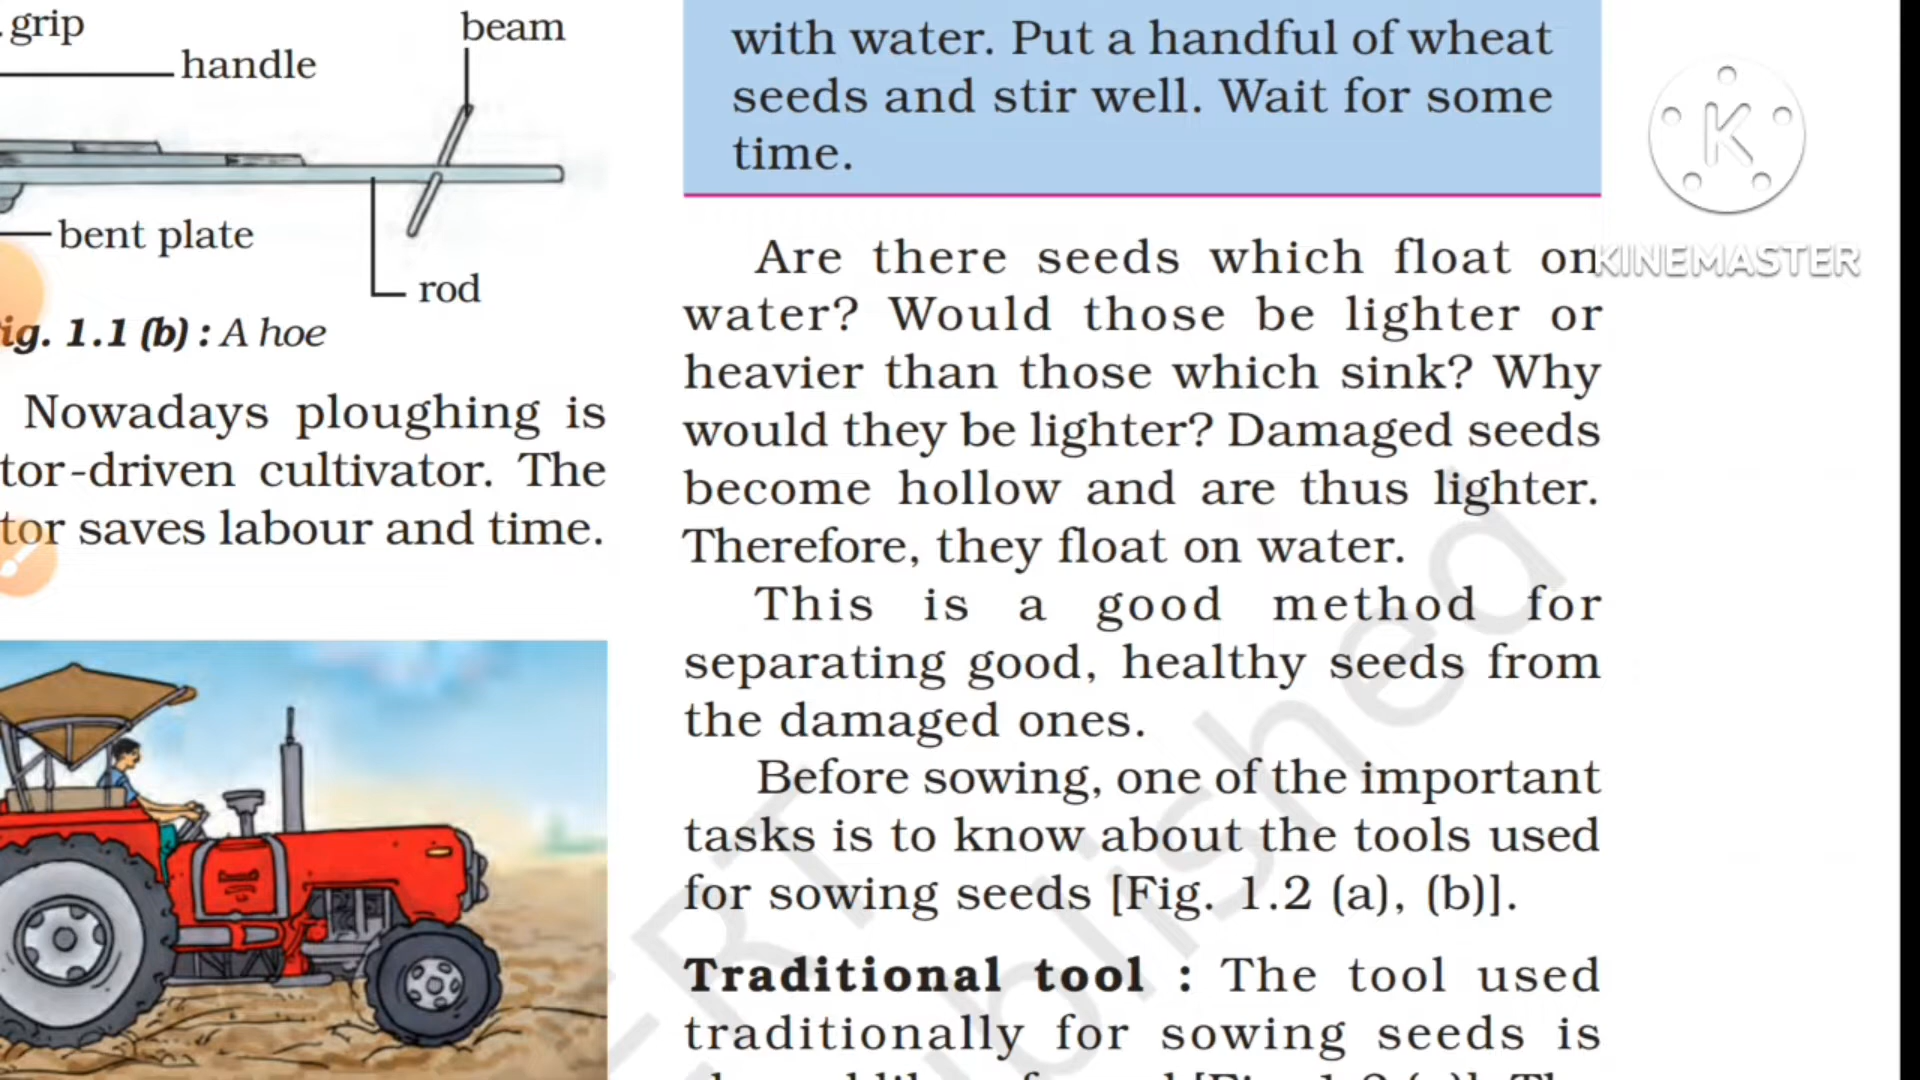 grip
handle
beam
bent plate
rod
ig. 1.1 (b) : A hoe
Nowadays ploughing is
tor-driven cultivator. The
tor saves labour and time.
with water. Put a handful of wheat
seeds and stir well. Wait for some
time.
Are there seeds which float on
water? Would those be lighter or
heavier than those which sink? Why
would they be lighter? Damaged seeds
become hollow and are thus lighter.
Therefore, they float on water.
This is a good method for
separating good, healthy seeds from
the damaged ones.
Before sowing, one of the important
tasks is to know about the tools used
for sowing seeds [Fig. 1.2 (a), (b)].
Traditional tool : The tool used
traditionally for sowing seeds is
K
KINEMASTER